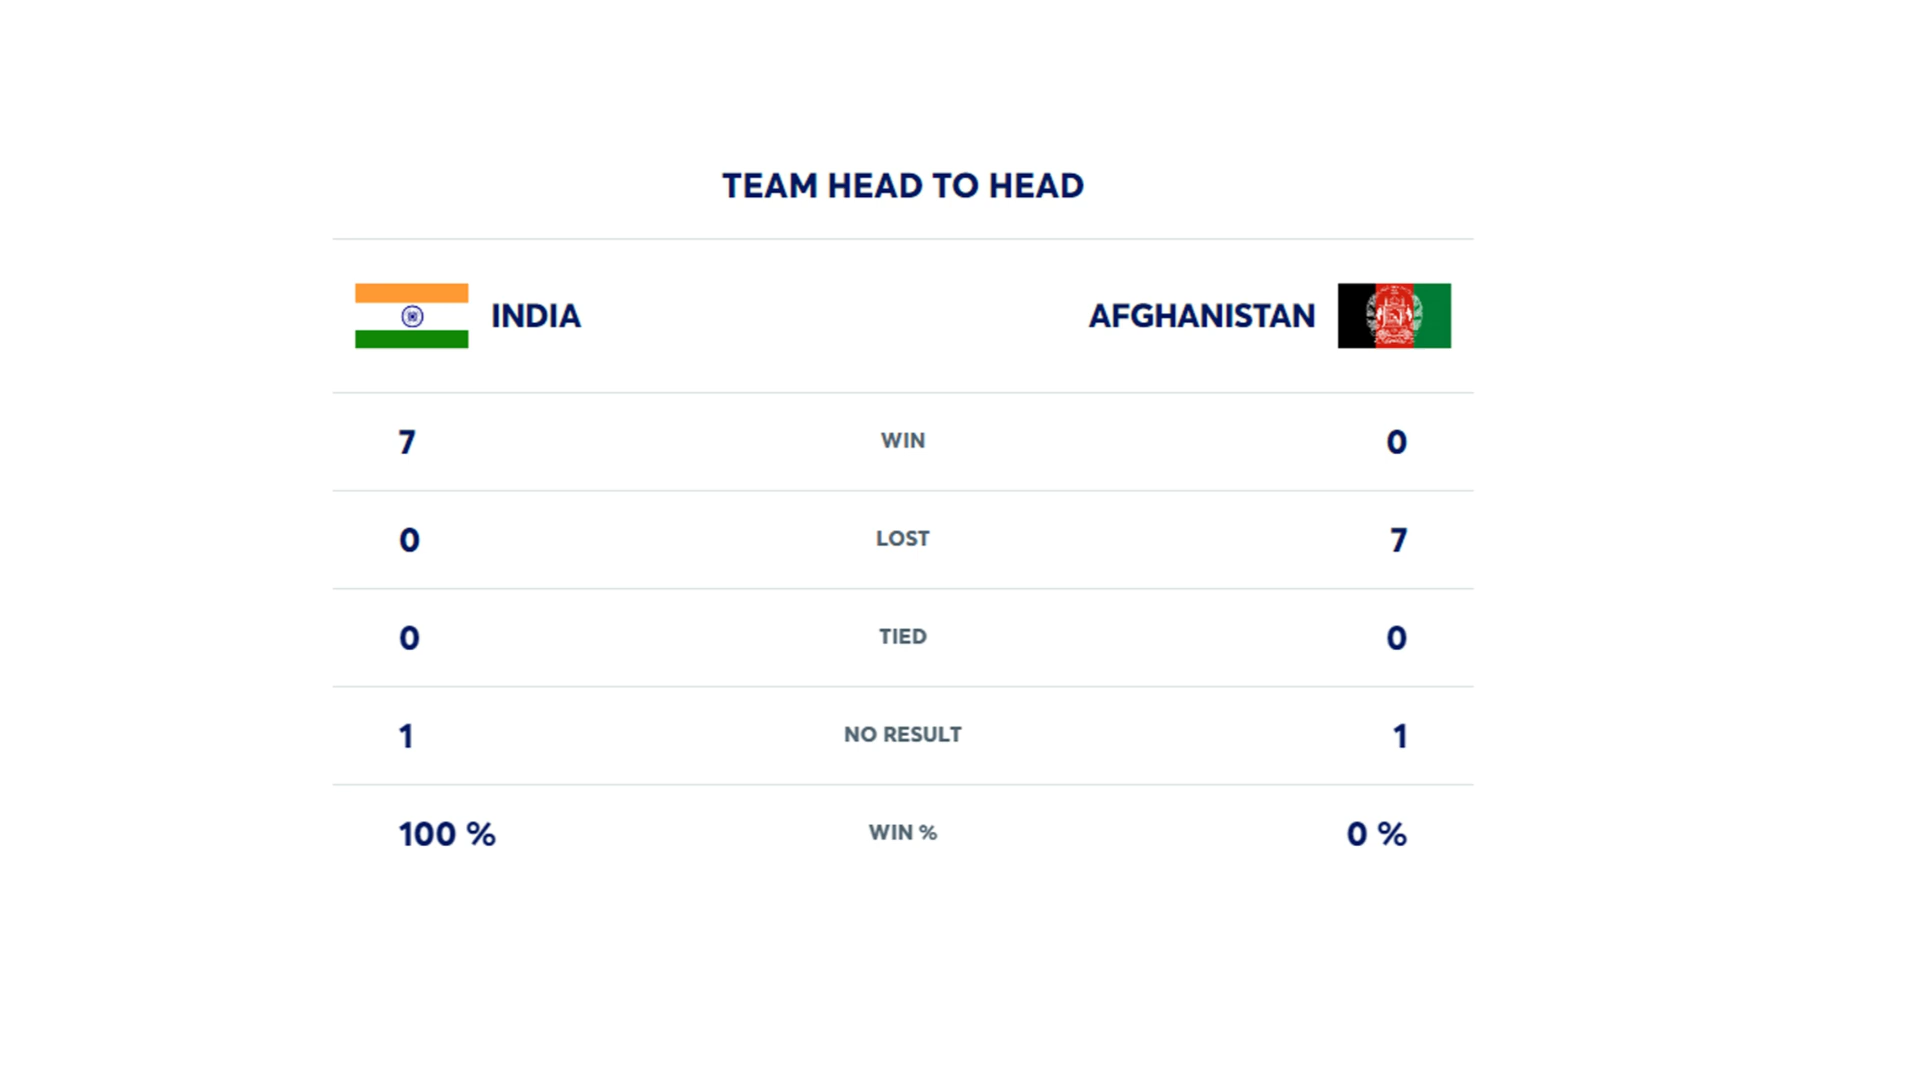 TEAM HEAD TO HEAD
INDIA AFGHANISTAN
7 WIN 0
0 LOST 7
0 TIED 0
1 NO RESULT 1
100 % WIN % 0 %